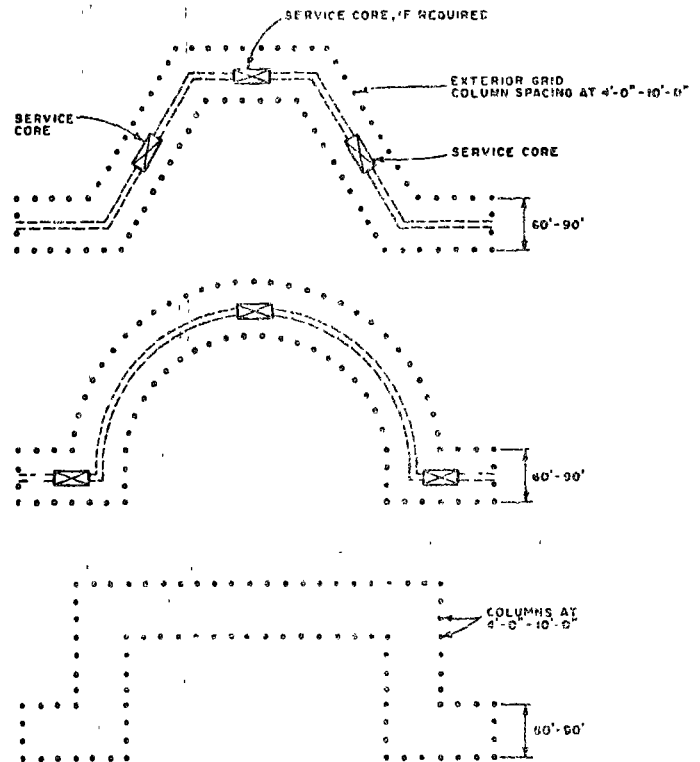 SERVICE CORE, IF REQUIRED
EXTERIOR GRID
COLUMN SPACING AT 4'-0"-10'-0"
SERVICE
CORE
SERVICE CORE
60'-90'
60'-90'
COLUMNS AT
4'-0"-10'-0"
60'-90'